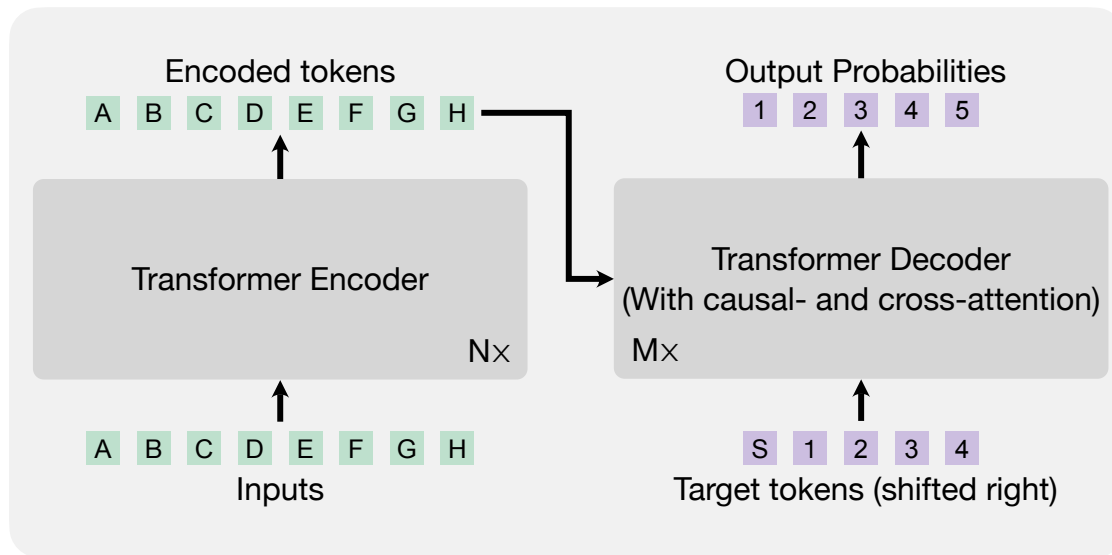 Encoded tokens
A B C D E F G H
Transformer Encoder
N×
A B C D E F G H
Inputs
Output Probabilities
1 2 3 4 5
Transformer Decoder
(With causal- and cross-attention)
M×
S 1 2 3 4
Target tokens (shifted right)